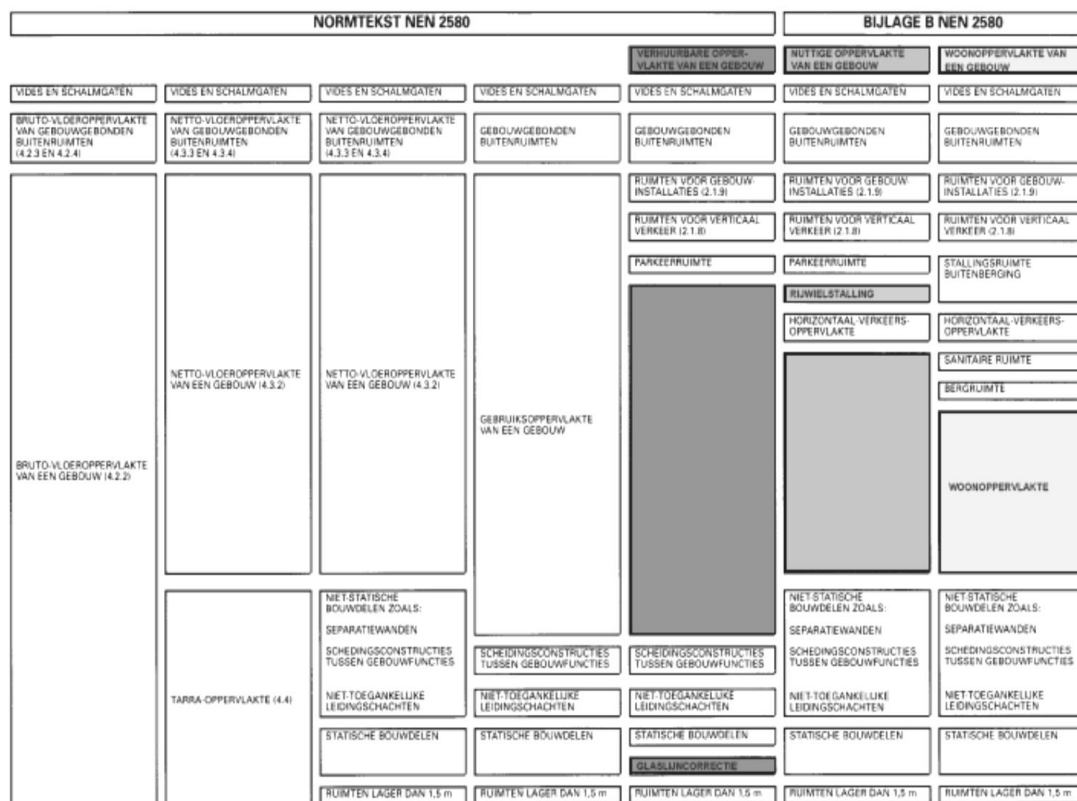 NORMTEKST NEN 2580
BIJLAGE B NEN 2580
VERHUURBARE OPPER-
VLAKTE VAN EEN GEBOUW
NUTTIGE OPPERVLAKTE
VAN EEN GEBOUW
WOONOPPERVLAKTE VAN
EEN GEBOUW
VIDES EN SCHALMGATEN
VIDES EN SCHALMGATEN
VIDES EN SCHALMGATEN
VIDES EN SCHALMGATEN
VIDES EN SCHALMGATEN
VIDES EN SCHALMGATEN
VIDES EN SCHALMGATEN
BRUTO-VLOEROPPERVLAKTE
VAN GEBOUWGEBONDEN
BUITENRUIMTEN
(4.2.3 EN 4.2.4)
NETTO-VLOEROPPERVLAKTE
VAN GEBOUWGEBONDEN
BUITENRUIMTEN
(4.3.3 EN 4.3.4)
NETTO-VLOEROPPERVLAKTE
VAN GEBOUWGEBONDEN
BUITENRUIMTEN
(4.3.3 EN 4.3.4)
GEBOUWGEBONDEN
BUITENRUIMTEN
GEBOUWGEBONDEN
BUITENRUIMTEN
GEBOUWGEBONDEN
BUITENRUIMTEN
GEBOUWGEBONDEN
BUITENRUIMTEN
BRUTO-VLOEROPPERVLAKTE
VAN EEN GEBOUW (4.2.2)
NETTO-VLOEROPPERVLAKTE
VAN EEN GEBOUW (4.3.2)
TARRA-OPPERVLAKTE (4.4)
NETTO-VLOEROPPERVLAKTE
VAN EEN GEBOUW (4.3.2)
NIET-STATISCHE
BOUWDELEN ZOALS:
SEPARATIEWANDEN
SCHEDINGSCONSTRUCTIES
TUSSEN GEBOUWFUNCTIES
NIET-TOEGANKELIJKE
LEIDINGSCHACHTEN
STATISCHE BOUWDELEN
RUIMTEN LAGER DAN 1,5 m
GEBRUIKSOPPERVLAKTE
VAN EEN GEBOUW
SCHEIDINGSCONSTRUCTIES
TUSSEN GEBOUWFUNCTIES
NIET-TOEGANKELIJKE
LEIDINGSCHACHTEN
STATISCHE BOUWDELEN
RUIMTEN LAGER DAN 1,5 m
RUIMTEN VOOR GEBOUW-
INSTALLATIES (2.1.9)
RUIMTEN VOOR VERTICAAL
VERKEER (2.1.8)
PARKEERRUIMTE
SCHEIDINGSCONSTRUCTIES
TUSSEN GEBOUWFUNCTIES
NIET-TOEGANKELIJKE
LEIDINGSCHACHTEN
STATISCHE BOUWDELEN
GLASLIJNCORRECTIE
RUIMTEN LAGER DAN 1,5 m
RUIMTEN VOOR GEBOUW-
INSTALLATIES (2.1.9)
RUIMTEN VOOR VERTICAAL
VERKEER (2.1.8)
PARKEERRUIMTE
RIJWIELSTALLING
HORIZONTAAL-VERKEERS-
OPPERVLAKTE
NIET-STATISCHE
BOUWDELEN ZOALS:
SEPARATIEWANDEN
SCHEDINGSCONSTRUCTIES
TUSSEN GEBOUWFUNCTIES
NIET-TOEGANKELIJKE
LEIDINGSCHACHTEN
STATISCHE BOUWDELEN
RUIMTEN LAGER DAN 1,5 m
RUIMTEN VOOR GEBOUW-
INSTALLATIES (2.1.9)
RUIMTEN VOOR VERTICAAL
VERKEER (2.1.8)
STALLINGSRUIMTE
BUITENBERGING
HORIZONTAAL-VERKEERS-
OPPERVLAKTE
SANITAIRE RUIMTE
BERGRUIMTE
WOONOPPERVLAKTE
NIET-STATISCHE
BOUWDELEN ZOALS:
SEPARATIEWANDEN
SCHEDINGSCONSTRUCTIES
TUSSEN GEBOUWFUNCTIES
NIET-TOEGANKELIJKE
LEIDINGSCHACHTEN
STATISCHE BOUWDELEN
RUIMTEN LAGER DAN 1,5 m